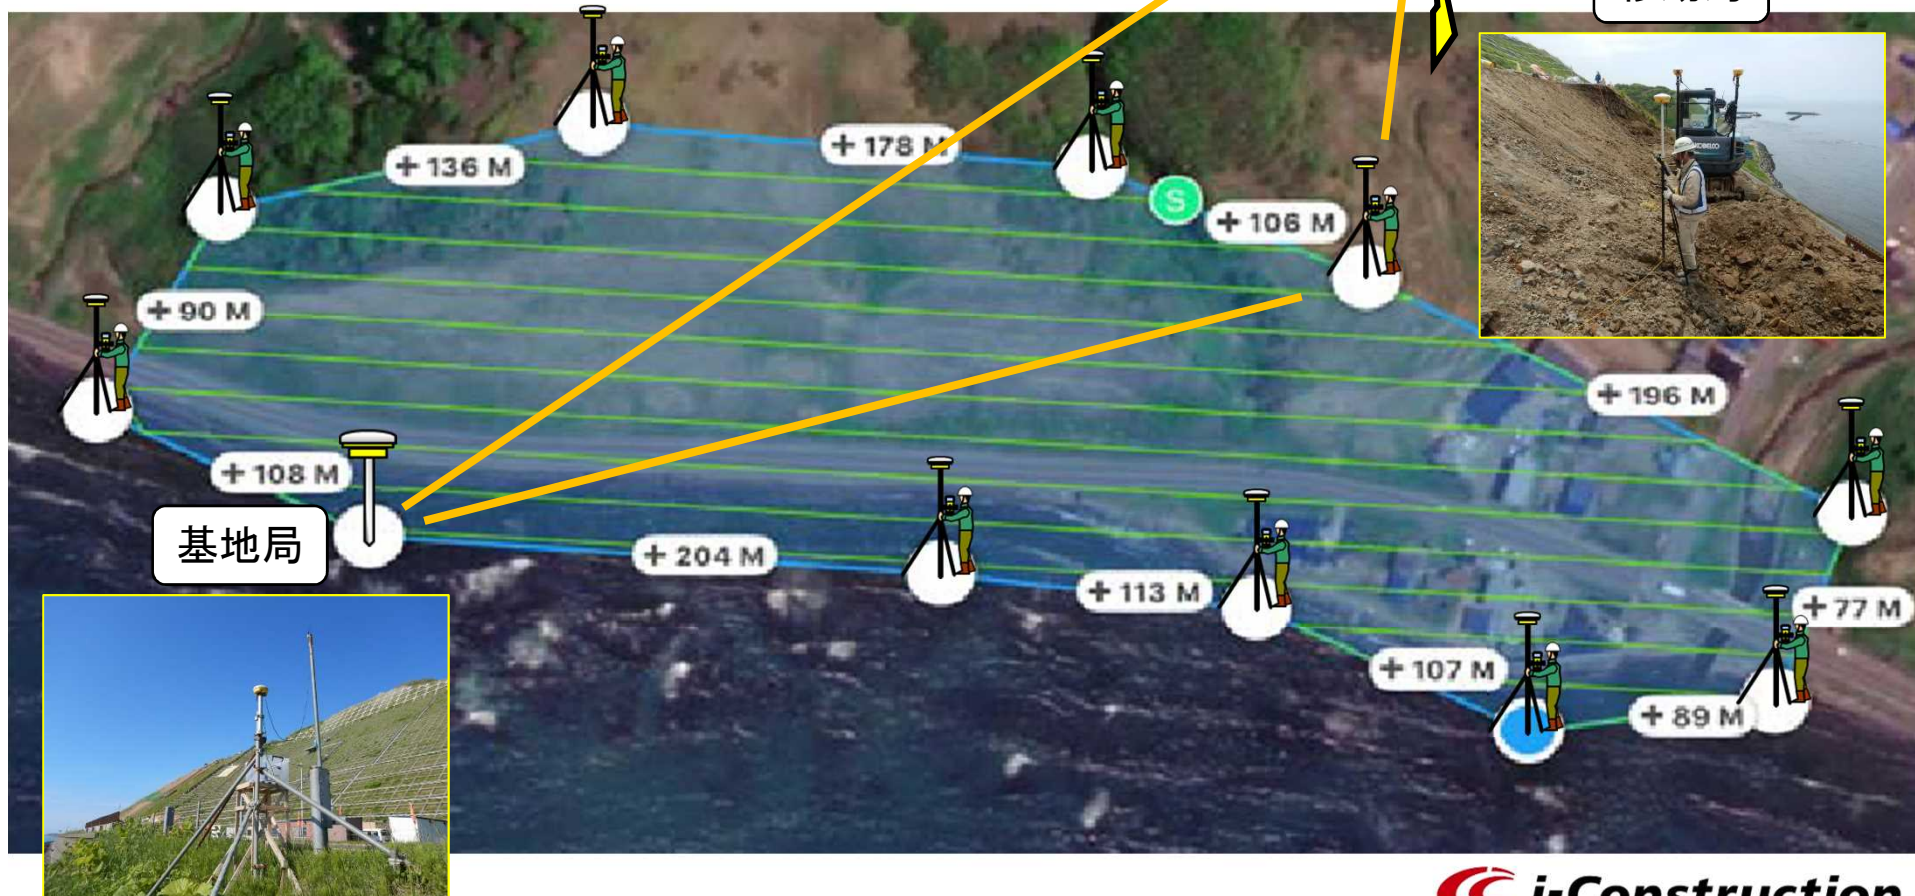 + 136 M
+ 178 M
S
+ 106 M
+ 90 M
+ 196 M
+ 108 M
基地局
+ 204 M
+ 113 M
+ 77 M
+ 107 M
+ 89 M
i-Construction